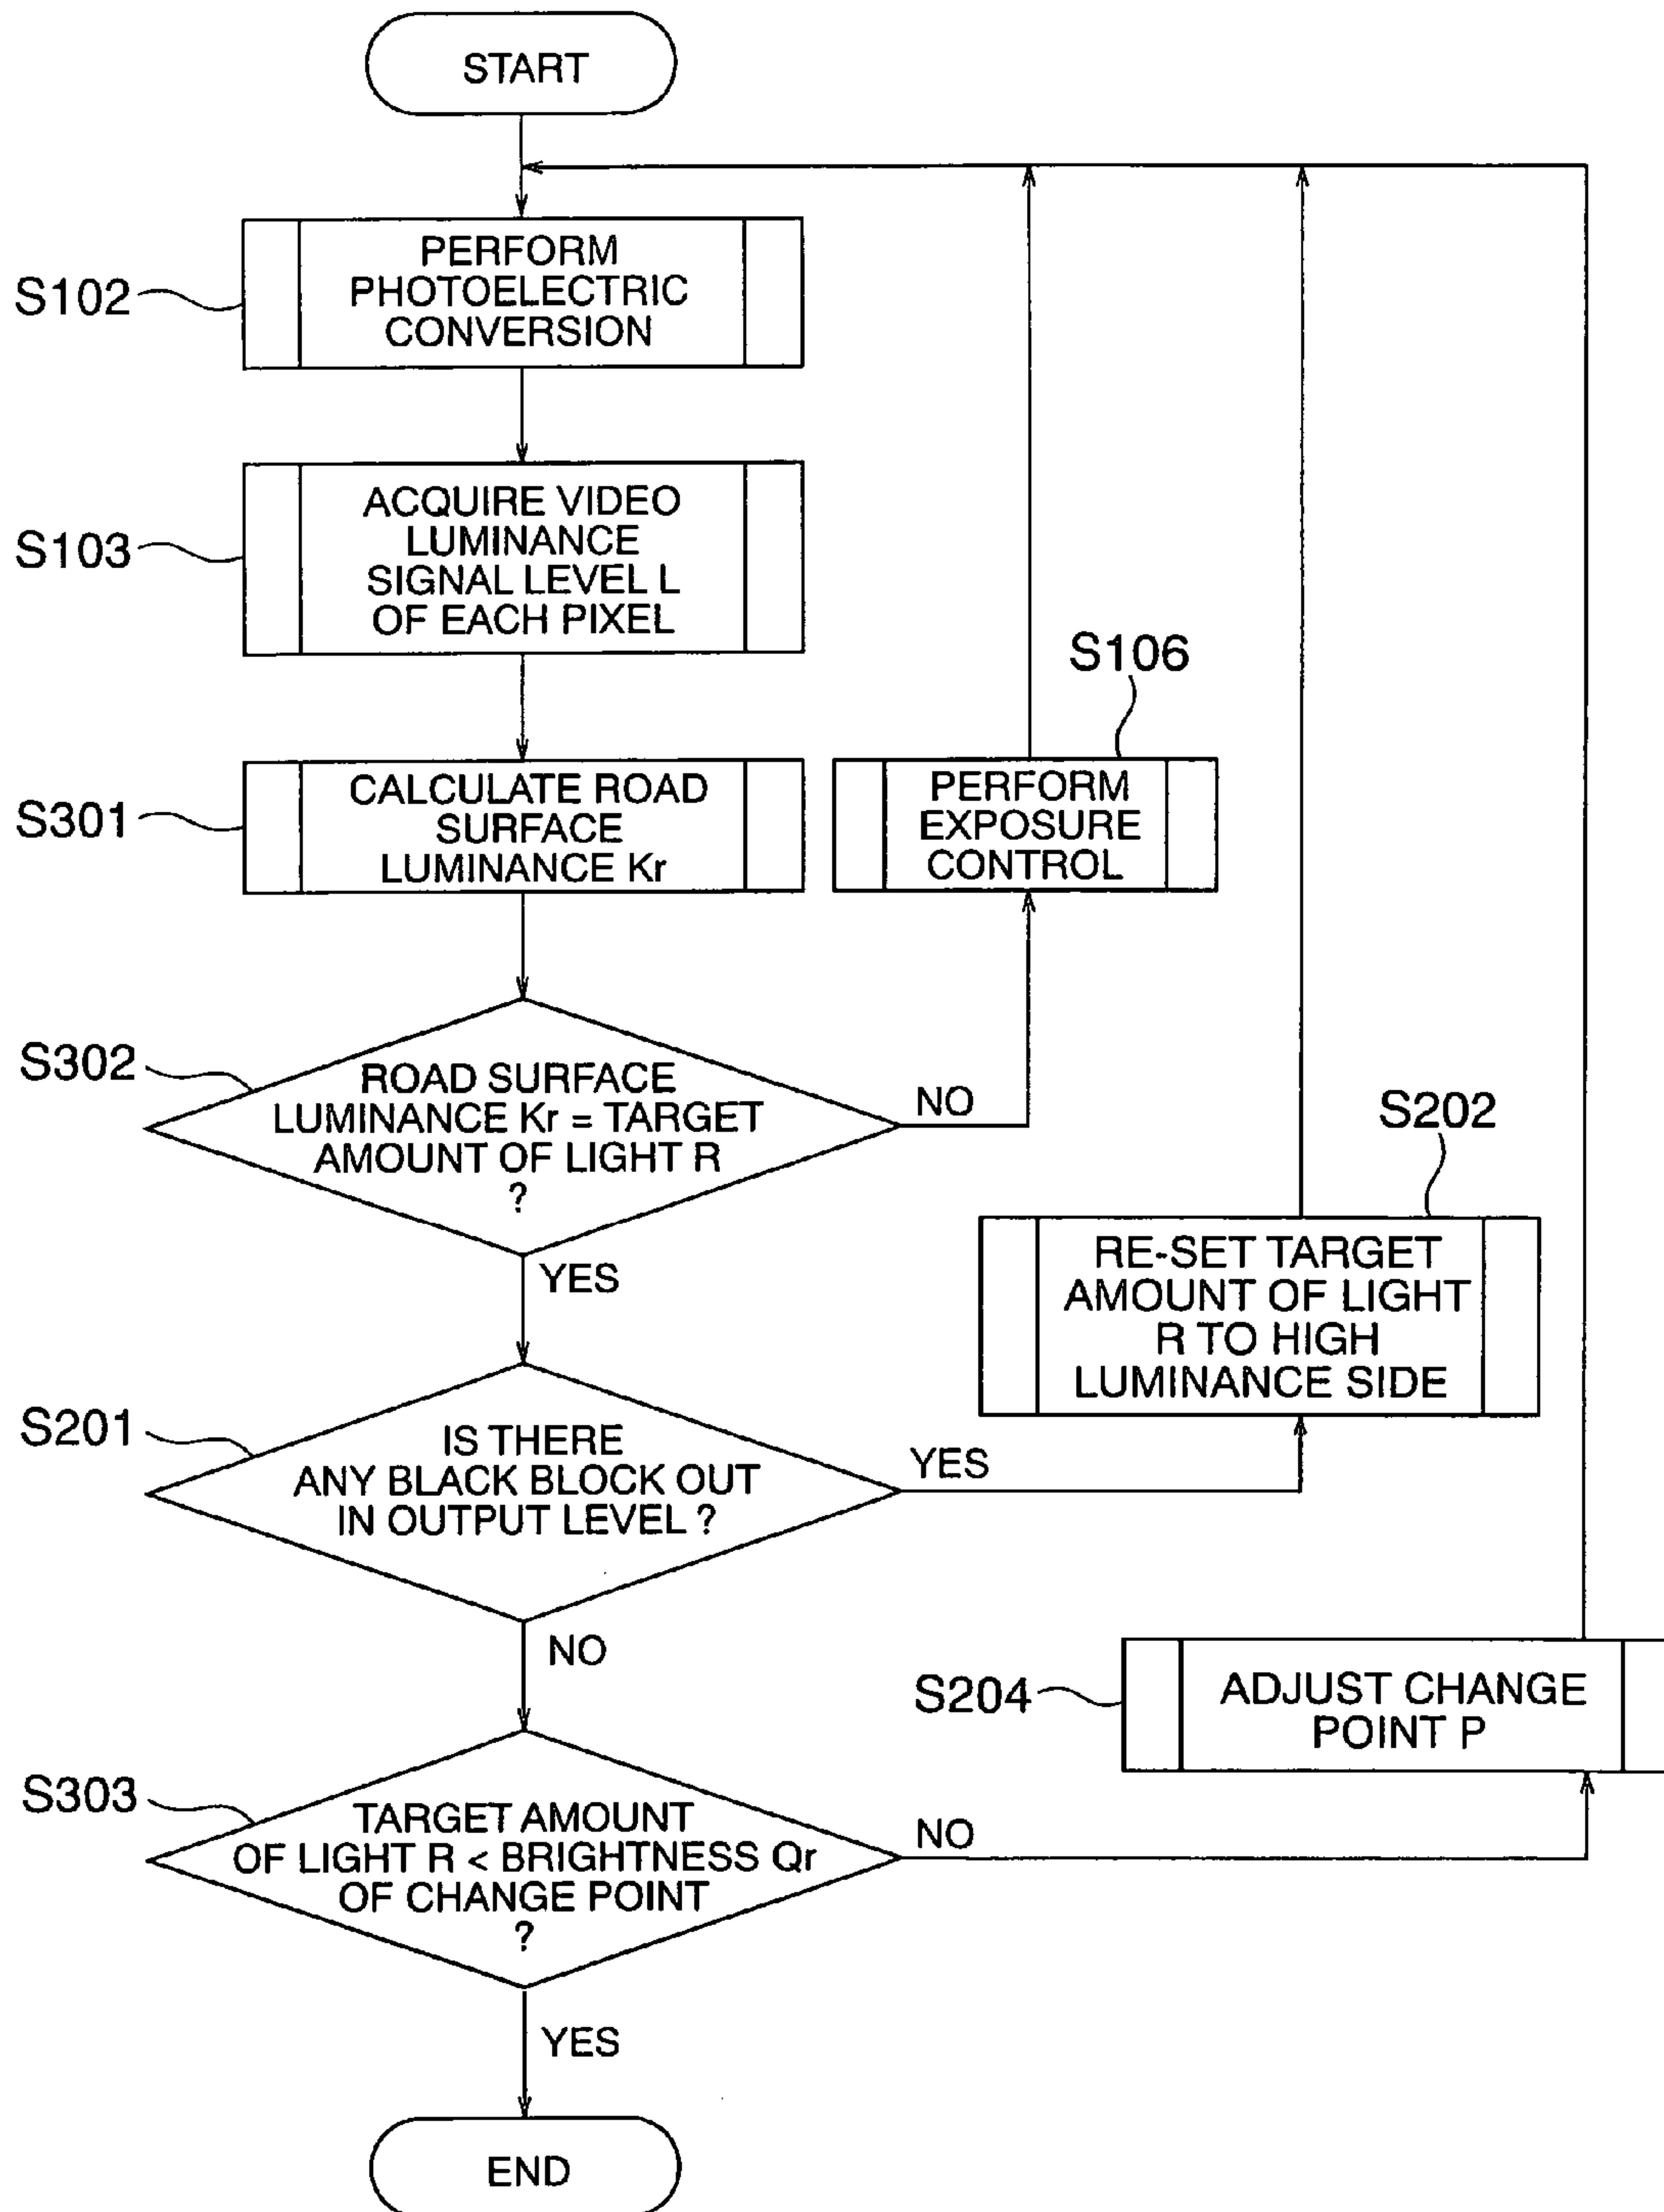 START
S102
PERFORM
PHOTOELECTRIC
CONVERSION
S103
ACQUIRE VIDEO
LUMINANCE
SIGNAL LEVEL L
OF EACH PIXEL
S301
CALCULATE ROAD
SURFACE
LUMINANCE Kr
S106
PERFORM
EXPOSURE
CONTROL
S302
ROAD SURFACE
LUMINANCE Kr = TARGET
AMOUNT OF LIGHT R
?
NO
YES
S202
RE-SET TARGET
AMOUNT OF LIGHT
R TO HIGH
LUMINANCE SIDE
S201
IS THERE
ANY BLACK BLOCK OUT
IN OUTPUT LEVEL ?
YES
NO
S204
ADJUST CHANGE
POINT P
S303
TARGET AMOUNT
OF LIGHT R < BRIGHTNESS Qr
OF CHANGE POINT
?
NO
YES
END